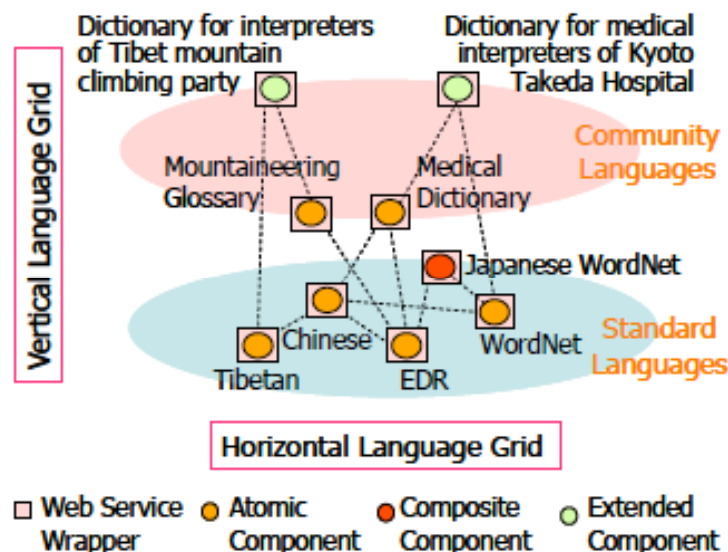 Dictionary for interpreters
of Tibet mountain
climbing party
Dictionary for medical
interpreters of Kyoto
Takeda Hospital
Vertical Language Grid
Community
Languages
Mountaineering
Glossary
Medical
Dictionary
Japanese WordNet
Chinese
WordNet
Standard
Languages
Tibetan
EDR
Horizontal Language Grid
Web Service
Wrapper
Atomic
Component
Composite
Component
Extended
Component